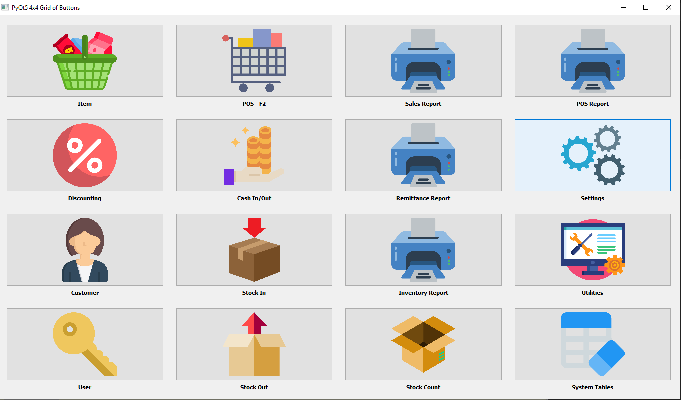 PyQt5 4x4 Grid of Buttons
Item
POS - F2
Sales Report
POS Report
Discounting
Cash In/Out
Remittance Report
Settings
Customer
Stock In
Inventory Report
Utilities
User
Stock Out
Stock Count
System Tables